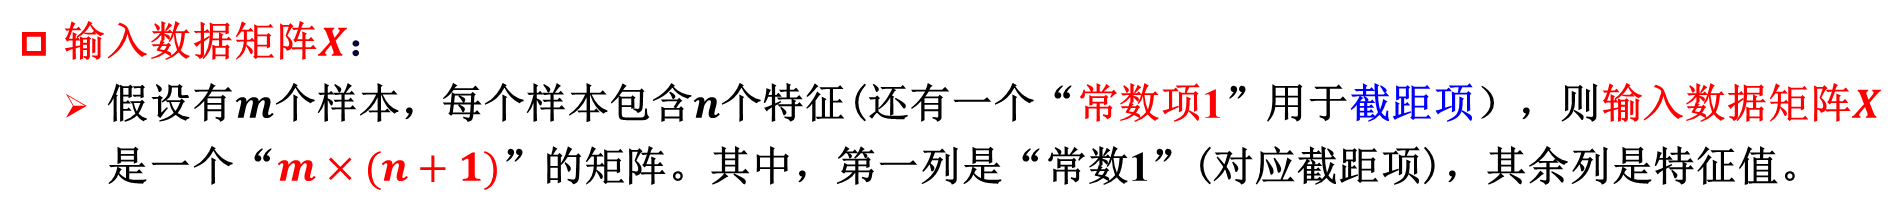 输入数据矩阵X：
假设有m个样本，每个样本包含n个特征(还有一个“常数项1”用于截距项），则输入数据矩阵X
是一个“m × (n + 1)”的矩阵。其中，第一列是“常数1”(对应截距项)，其余列是特征值。